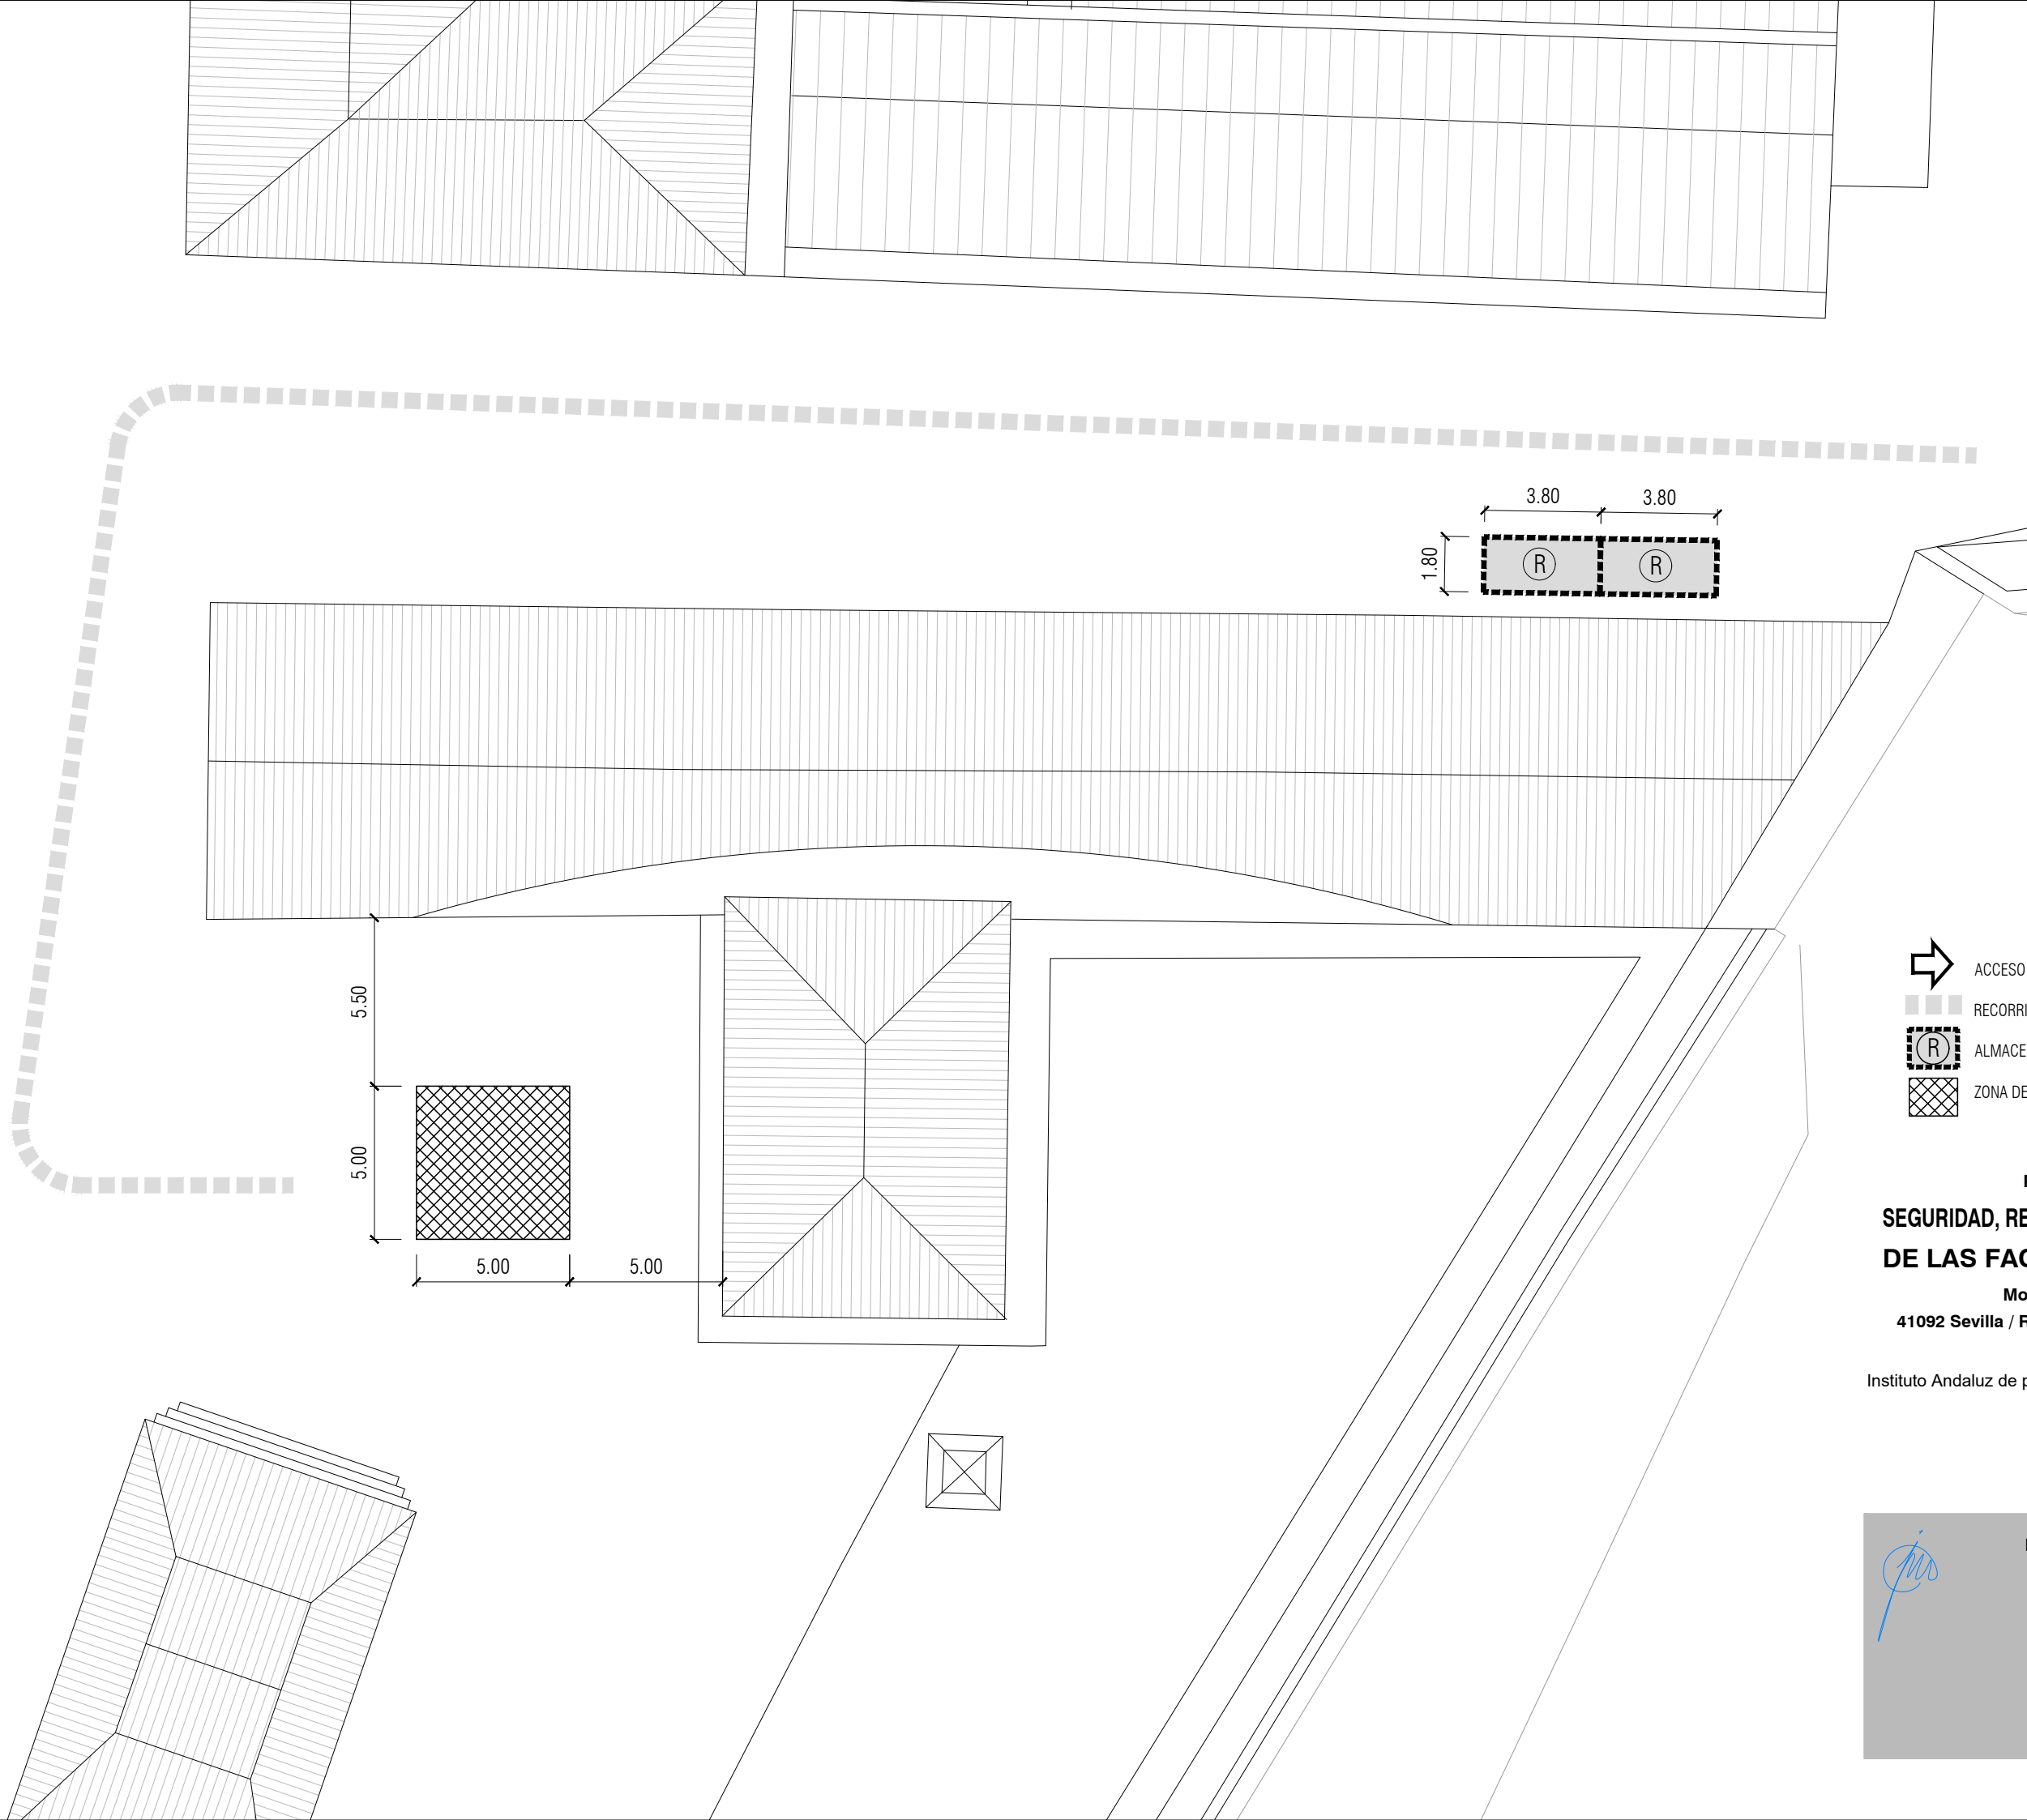 3.80 3.80
1.80
R R
5.50
5.00
5.00 5.00
ACCESO
RECORRI
R ALMACE
ZONA DE
SEGURIDAD, RE
DE LAS FAC
Mo
41092 Sevilla / R
Instituto Andaluz de p